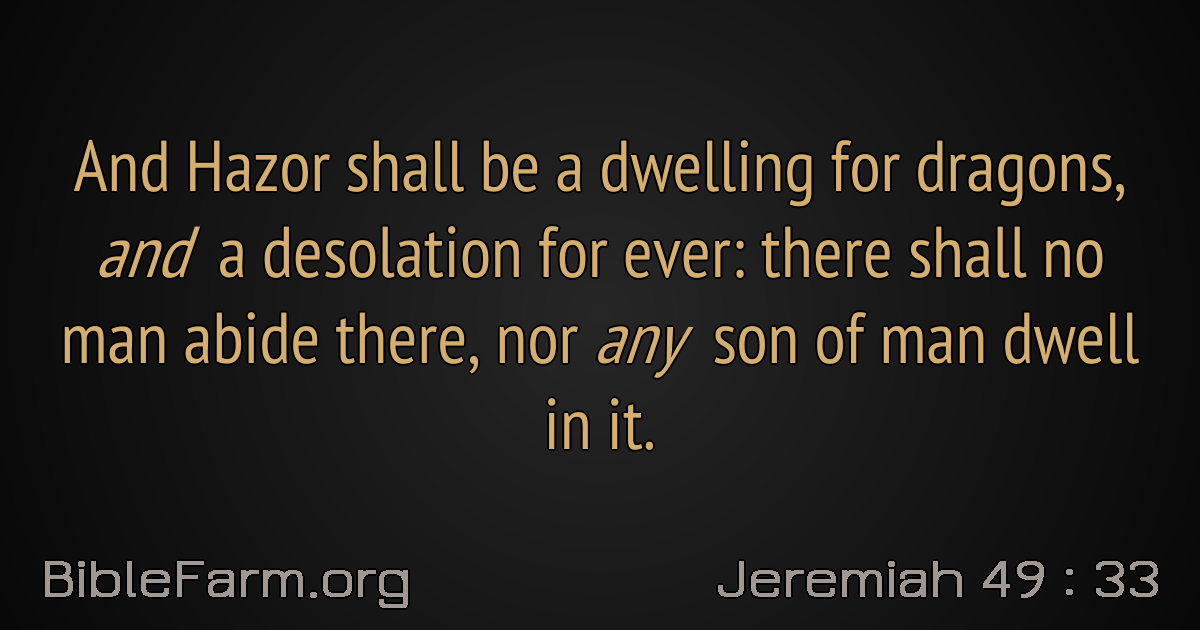 And Hazor shall be a dwelling for dragons,
and a desolation for ever: there shall no
man abide there, nor any son of man dwell
in it.
BibleFarm.org
Jeremiah 49 : 33